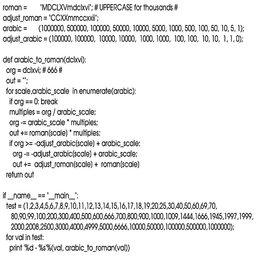 roman = "MDCLXVmdclxvi"; # UPPERCASE for thousands #
adjust_roman = "CCXXmmccxxii";
arabic = (1000000, 500000, 100000, 50000, 10000, 5000, 1000, 500, 100, 50, 10, 5, 1);
adjust_arabic = (100000, 100000, 10000, 10000, 1000, 1000, 100, 100, 10, 10, 1, 1, 0);
def arabic_to_roman(dclxvi):
org = dclxvi; # 666 #
out = "";
for scale,arabic_scale in enumerate(arabic):
if org == 0: break
multiples = org / arabic_scale;
org -= arabic_scale * multiples;
out += roman(scale) * multiples;
if org >= -adjust_arabic(scale) + arabic_scale:
org -= -adjust_arabic(scale) + arabic_scale;
out += adjust_roman(scale) + roman(scale)
return out
if __name__ == "__main__":
test = (1,2,3,4,5,6,7,8,9,10,11,12,13,14,15,16,17,18,19,20,25,30,40,50,60,69,70,
80,90,99,100,200,300,400,500,600,666,700,800,900,1000,1009,1444,1666,1945,1997,1999,
2000,2008,2500,3000,4000,4999,5000,6666,10000,50000,100000,500000,1000000);
for val in test:
print '%d - %s'%(val, arabic_to_roman(val))